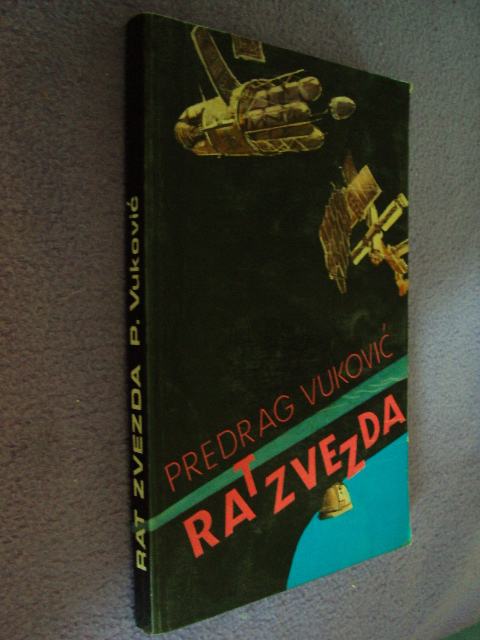 RAT ZVEZDA P. Vuković
PREDRAG VUKOVIĆ
RAT ZVEZDA